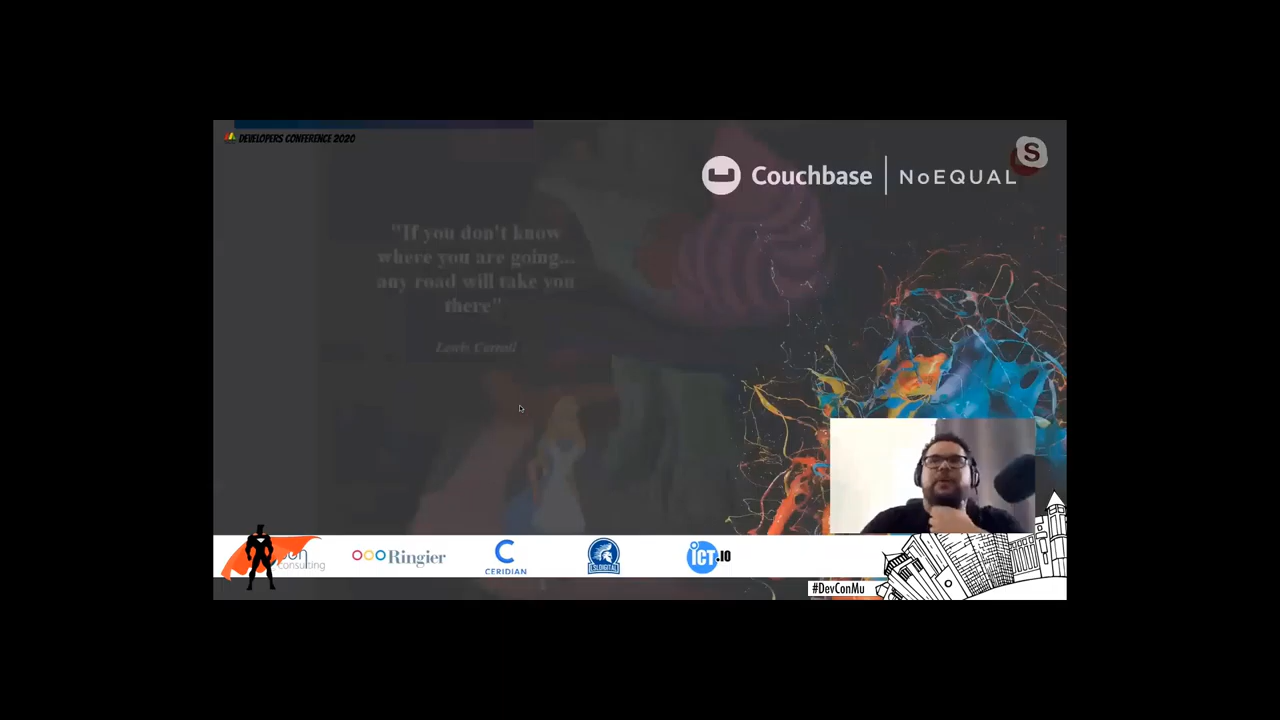 DEVELOPERS CONFERENCE 2020
S
Couchbase | NoEQUAL
"If you don't know
where you are going...
any road will take you
there"
Lewis Carroll
consulting
Ringier
CERIDIAN
ICT.IO
#DevConMu